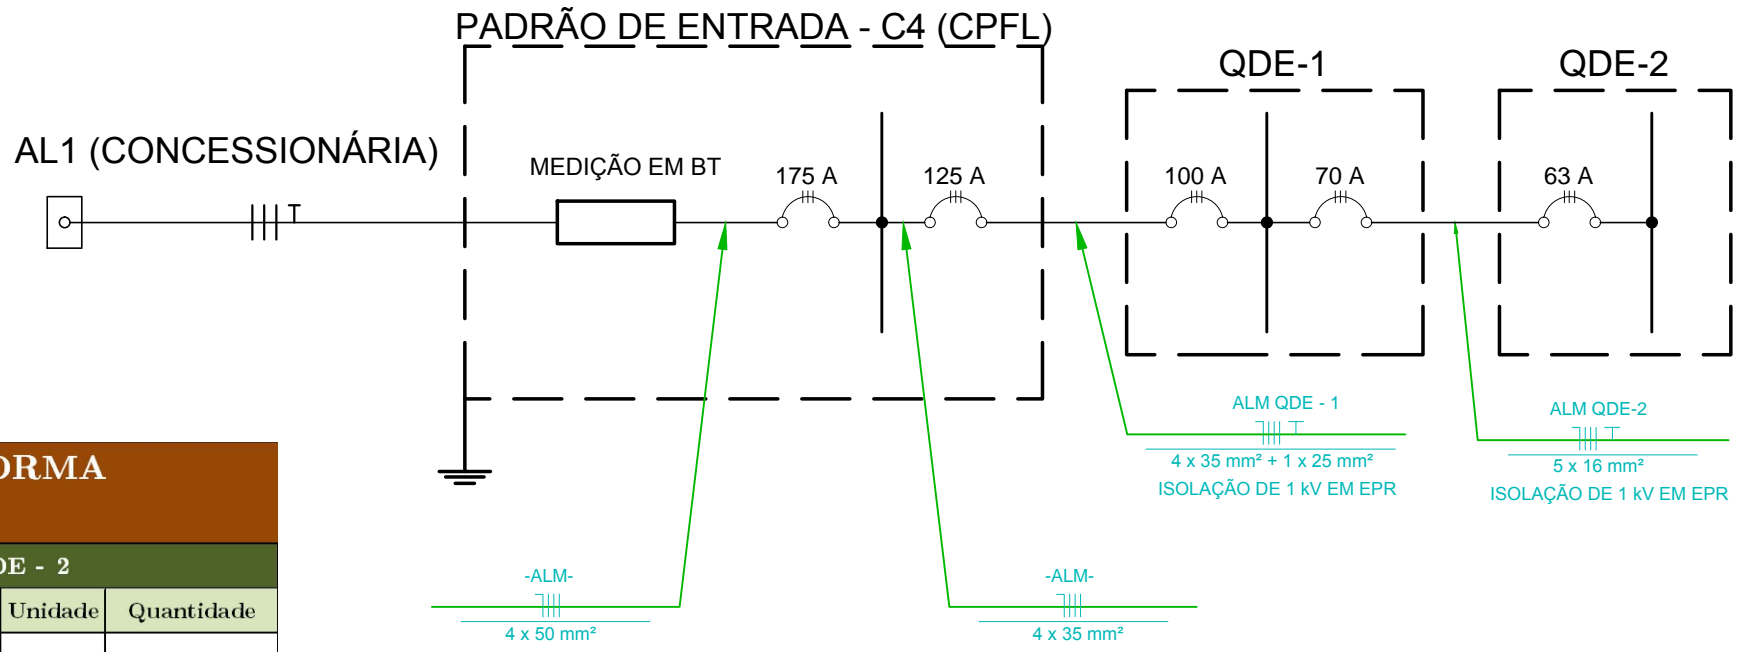 PADRÃO DE ENTRADA - C4 (CPFL)
QDE-1
QDE-2
AL1 (CONCESSIONÁRIA)
MEDIÇÃO EM BT
175 A
125 A
100 A
70 A
63 A
T
ALM QDE - 1
4 x 35 mm² + 1 x 25 mm²
ISOLAÇÃO DE 1 kV EM EPR
ALM QDE-2
5 x 16 mm²
ISOLAÇÃO DE 1 kV EM EPR
-ALM-
4 x 50 mm²
-ALM-
4 x 35 mm²
ORMA
DE - 2
Unidade Quantidade